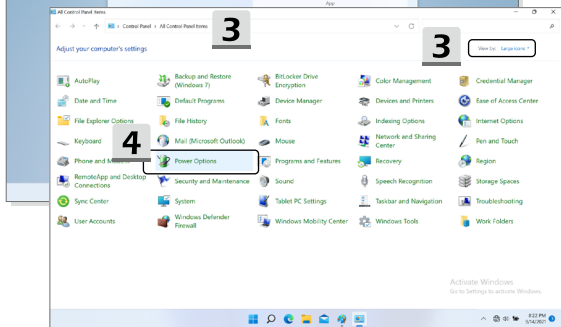 App
All Control Panel Items
Control Panel > All Control Panel Items
3
3
Adjust your computer's settings
View by: Large icons
AutoPlay
Backup and Restore
(Windows 7)
BitLocker Drive
Encryption
Color Management
Credential Manager
Date and Time
Default Programs
Device Manager
Devices and Printers
Ease of Access Center
File Explorer Options
File History
Fonts
Indexing Options
Internet Options
Keyboard
4
Mail (Microsoft Outlook)
Mouse
Network and Sharing
Center
Pen and Touch
Phone and
Power Options
Programs and Features
Recovery
Region
RemoteApp and Desktop
Connections
Security and Maintenance
Sound
Speech Recognition
Storage Spaces
Sync Center
System
Tablet PC Settings
Taskbar and Navigation
Troubleshooting
User Accounts
Windows Defender
Firewall
Windows Mobility Center
Windows Tools
Work Folders
Activate Windows
Go to Settings to activate Windows.
8:22 PM